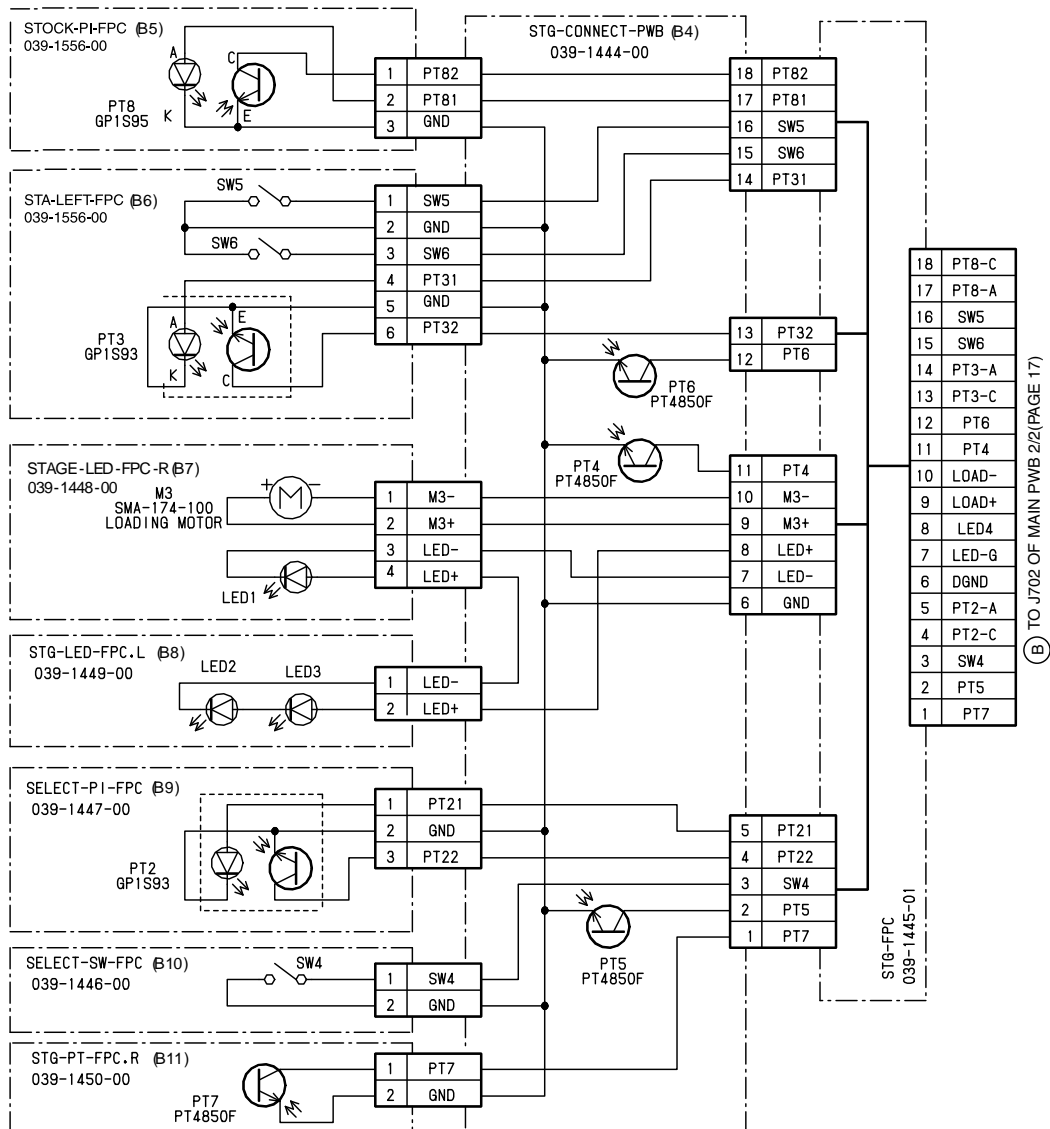 STOCK-PI-FPC (B5)
039-1556-00
A
C
PT8
GP1S95
K
E
1 PT82
2 PT81
3 GND
STG-CONNECT-PWB (B4)
039-1444-00
18 PT82
17 PT81
16 SW5
15 SW6
14 PT31
STA-LEFT-FPC (B6)
039-1556-00
SW5
SW6
A
E
PT3
GP1S93
K
C
1 SW5
2 GND
3 SW6
4 PT31
5 GND
6 PT32
13 PT32
12 PT6
PT6
PT4850F
PT4
PT4850F
STAGE-LED-FPC-R (B7)
039-1448-00
M3
SMA-174-100
LOADING MOTOR
+ M -
LED1
1 M3-
2 M3+
3 LED-
4 LED+
11 PT4
10 M3-
9 M3+
8 LED+
7 LED-
6 GND
STG-LED-FPC.L (B8)
039-1449-00
LED2
LED3
1 LED-
2 LED+
SELECT-PI-FPC (B9)
039-1447-00
PT2
GP1S93
1 PT21
2 GND
3 PT22
5 PT21
4 PT22
3 SW4
2 PT5
1 PT7
PT5
PT4850F
SELECT-SW-FPC (B10)
039-1446-00
SW4
1 SW4
2 GND
STG-PT-FPC.R (B11)
039-1450-00
PT7
PT4850F
1 PT7
2 GND
STG-FPC
039-1445-01
18 PT8-C
17 PT8-A
16 SW5
15 SW6
14 PT3-A
13 PT3-C
12 PT6
11 PT4
10 LOAD-
9 LOAD+
8 LED4
7 LED-G
6 DGND
5 PT2-A
4 PT2-C
3 SW4
2 PT5
1 PT7
B TO J702 OF MAIN PWB 2/2(PAGE 17)